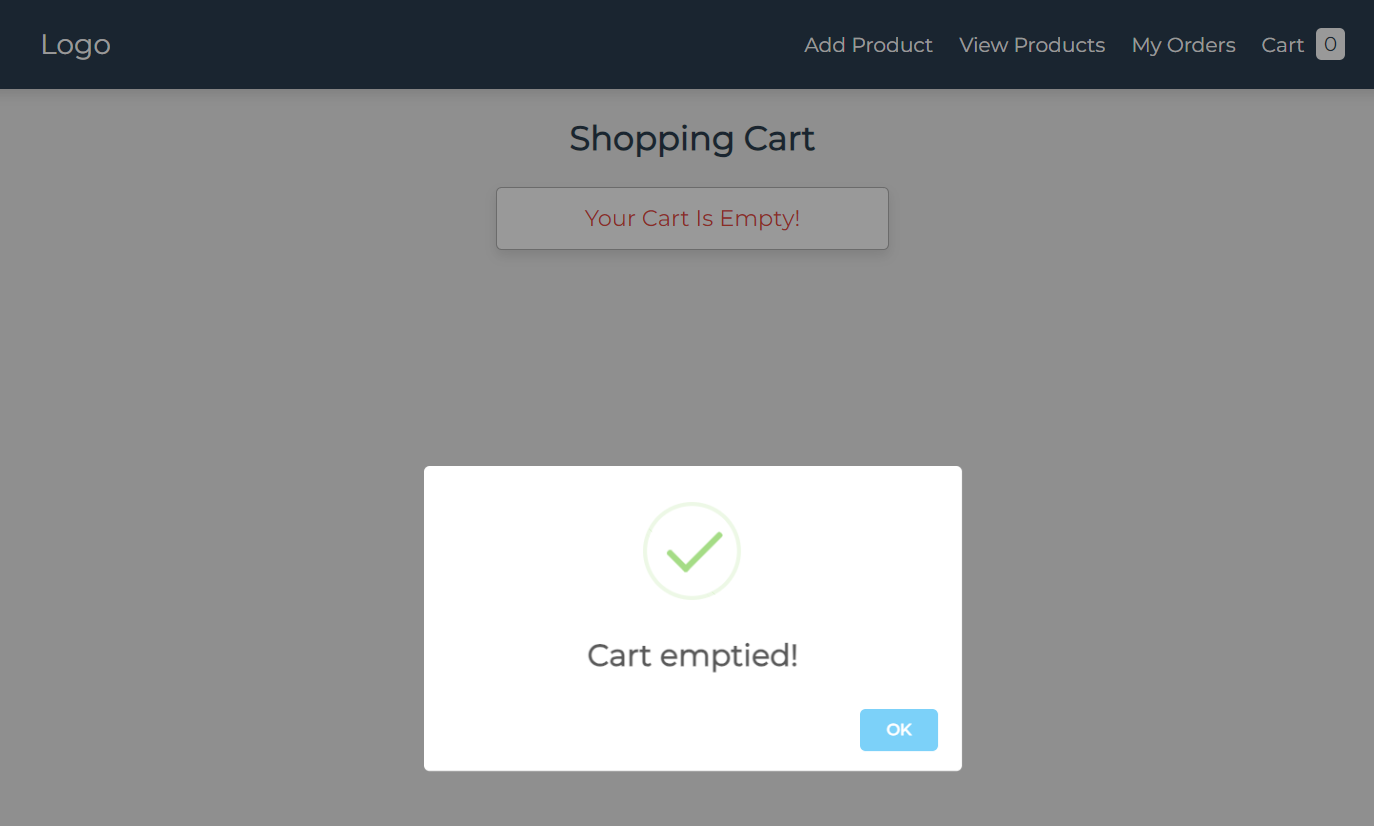 Logo Add Product View Products My Orders Cart 0
Shopping Cart
Your Cart Is Empty!
Cart emptied!
OK